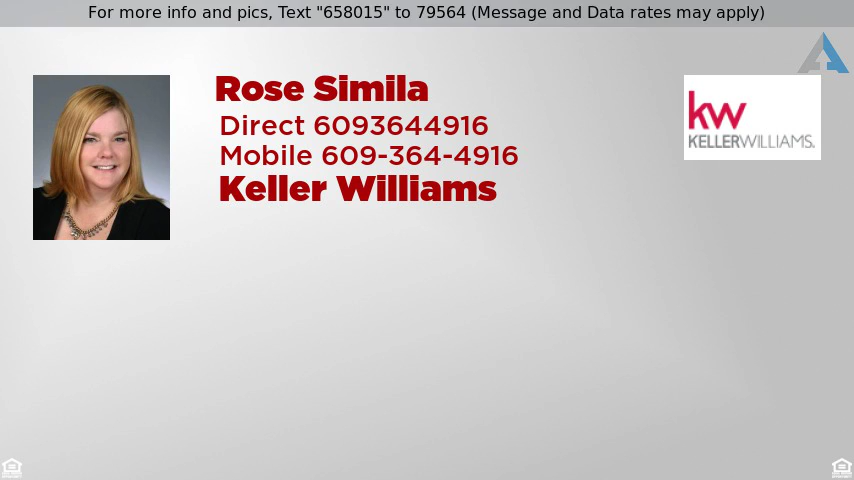 For more info and pics, Text "658015" to 79564 (Message and Data rates may apply)
Rose Simila
Direct 6093644916
Mobile 609-364-4916
Keller Williams
kw
KELLERWILLIAMS.